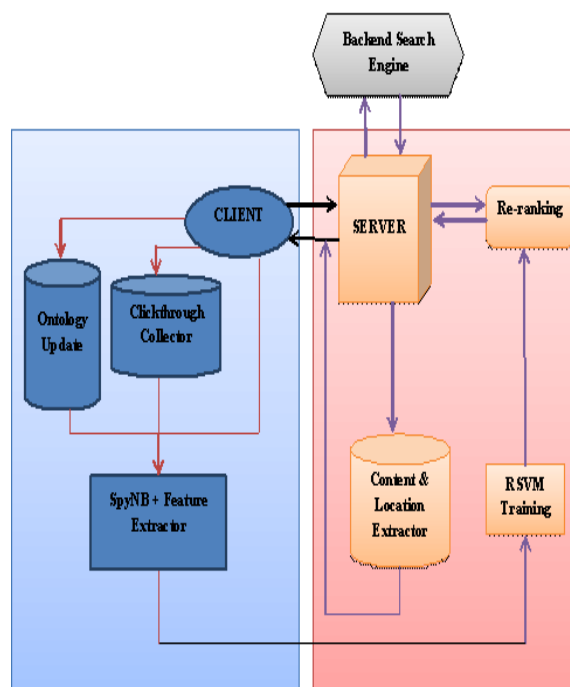 Backend Search
Engine
CLIENT
SERVER
Re-ranking
Ontology
Update
Clickthrough
Collector
SpyNB + Feature
Extractor
Content &
Location
Extractor
RSVM
Training